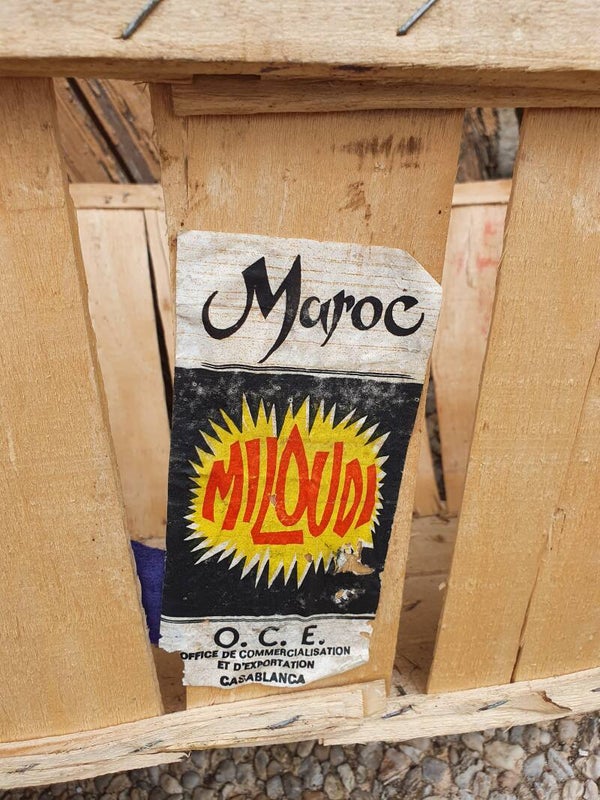 Maroc
MILOUDI
O. C. E.
OFFICE DE COMMERCIALISATION
ET D'EXPORTATION
CASABLANCA